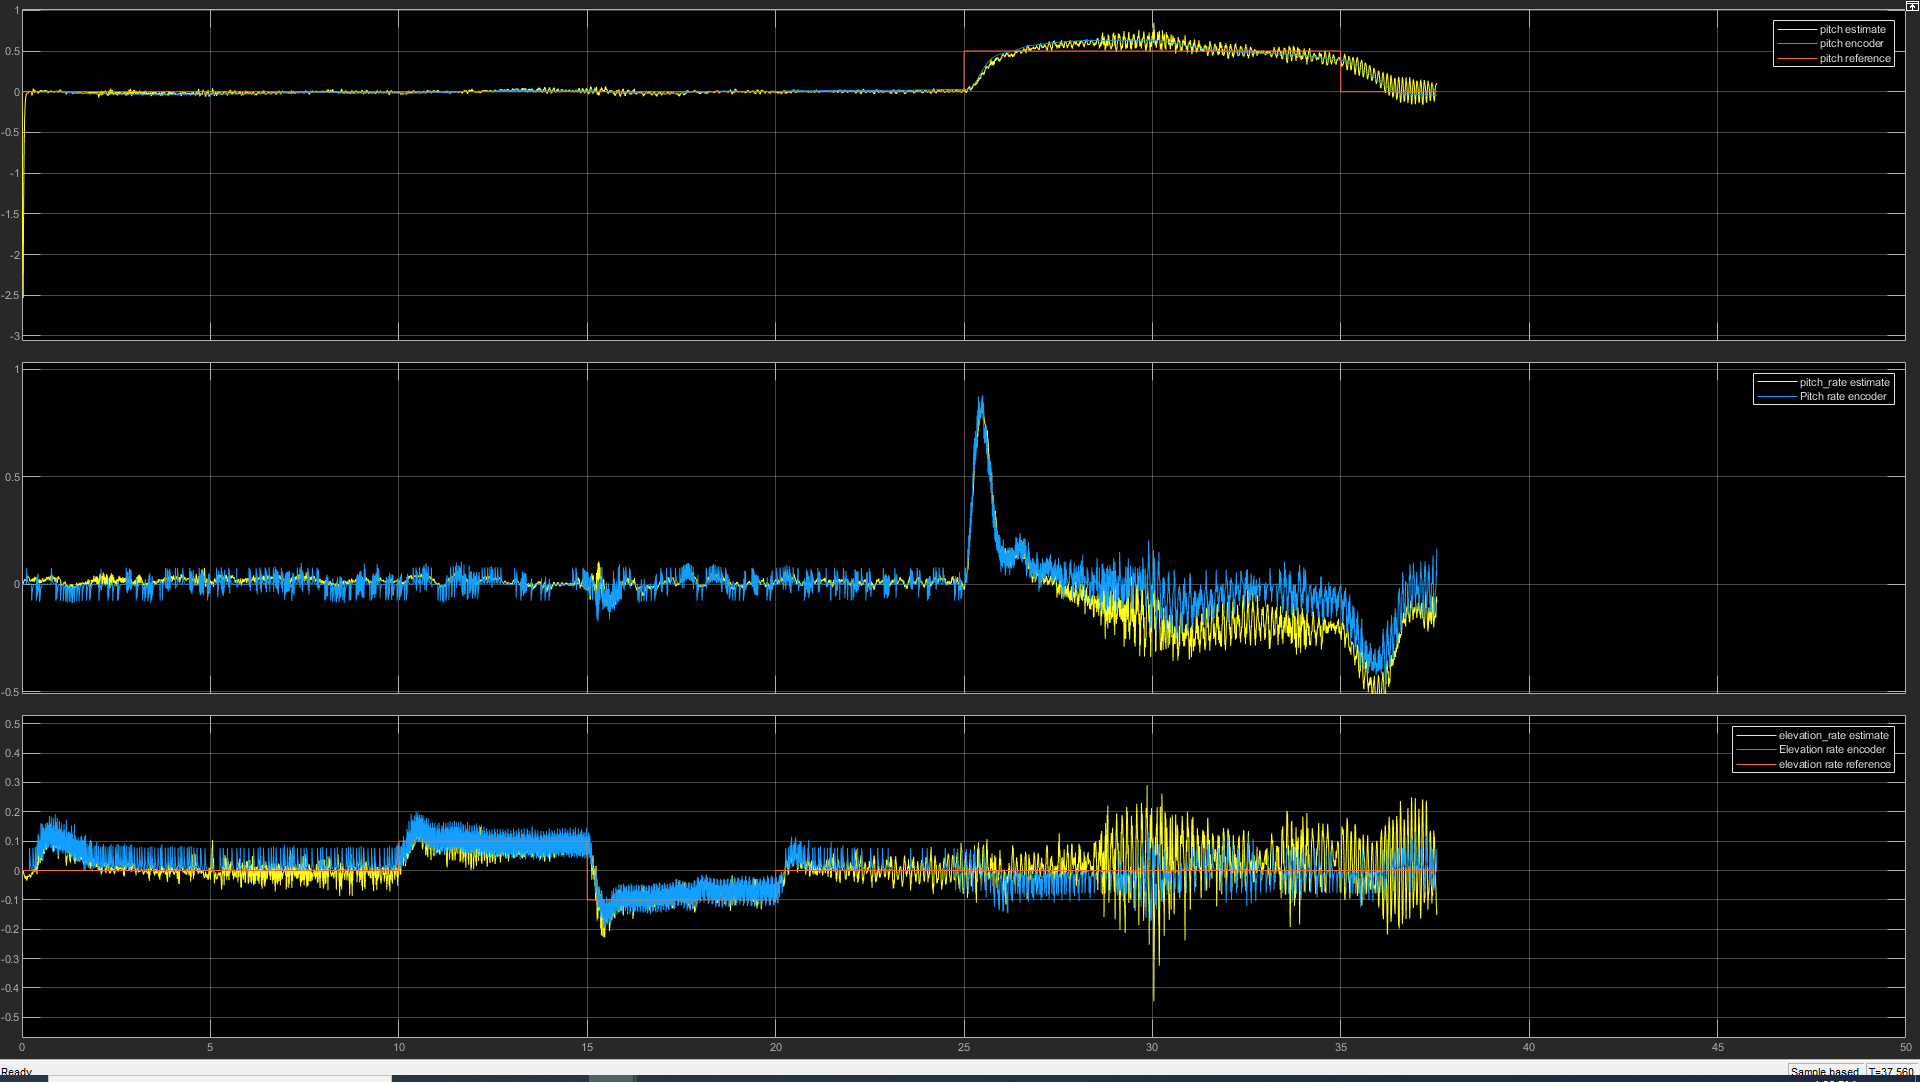 1
0.5
0
-0.5
-1
-1.5
-2
-2.5
-3
pitch estimate
pitch encoder
pitch reference
1
0.5
0
-0.5
pitch_rate estimate
Pitch rate encoder
0.5
0.4
0.3
0.2
0.1
0
-0.1
-0.2
-0.3
-0.4
-0.5
elevation_rate estimate
Elevation rate encoder
elevation rate reference
0 5 10 15 20 25 30 35 40 45 50
Ready
Sample based T=37.560